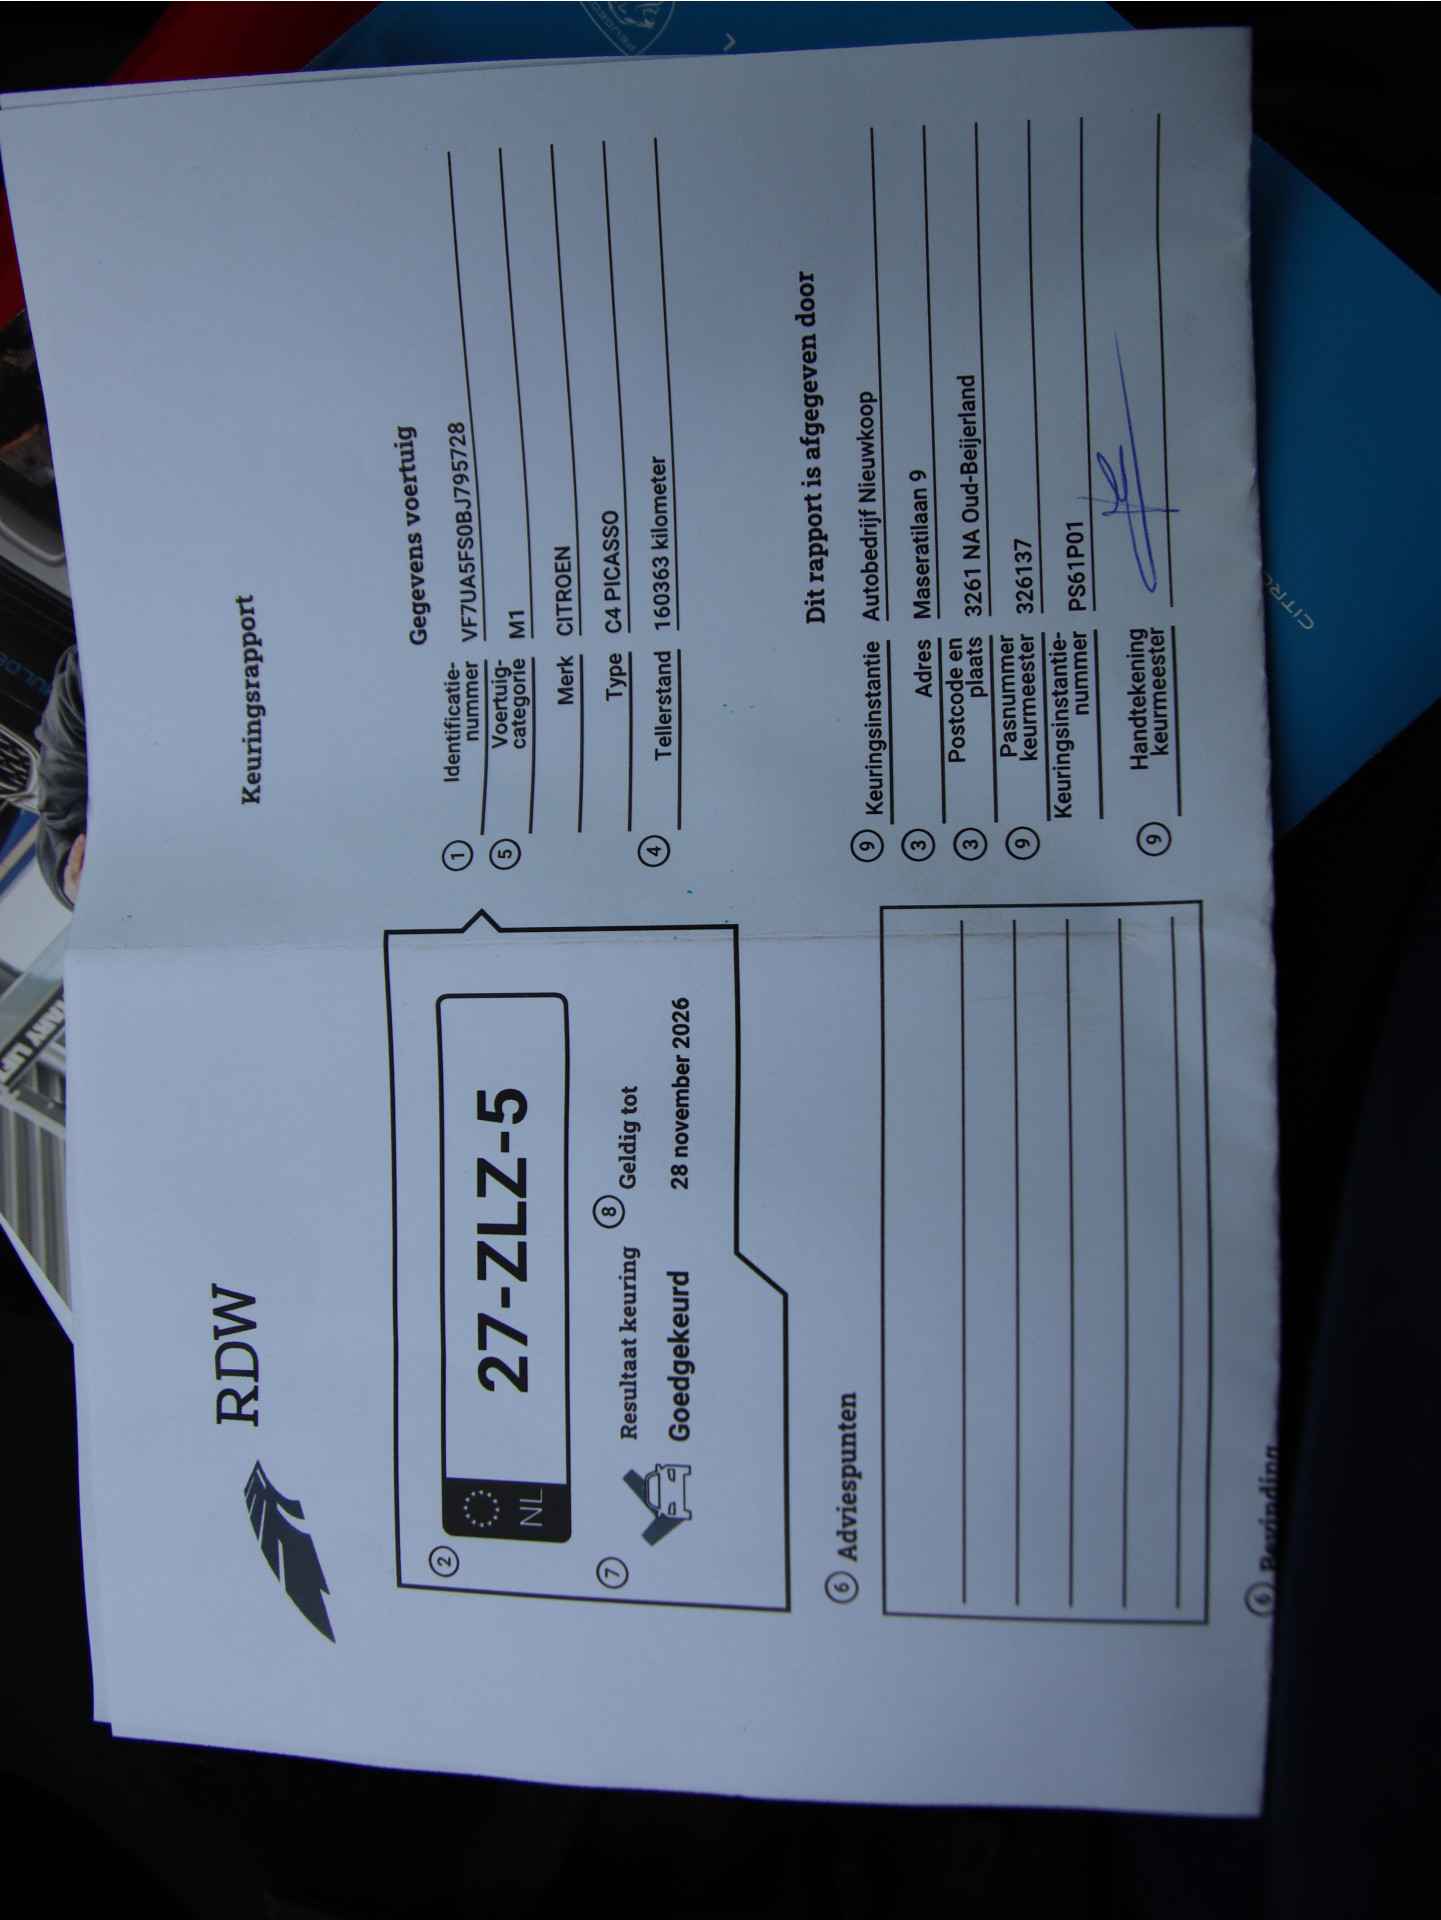 RDW
Keuringsrapport
2
NL
27-ZLZ-5
7
Resultaat keuring
Goedgekeurd
8
Geldig tot
28 november 2026
Gegevens voertuig
1 Identificatie-
nummer VF7UA5FS0BJ795728
5 Voertuig-
categorie M1
Merk CITROEN
Type C4 PICASSO
4 Tellerstand 160363 kilometer
6 Adviespunten
Dit rapport is afgegeven door
9 Keuringsinstantie Autobedrijf Nieuwkoop
3 Adres Maseratilaan 9
3 Postcode en
plaats 3261 NA Oud-Beijerland
9 Pasnummer
keurmeester 326137
Keuringsinstantie-
nummer PS61P01
9 Handtekening
keurmeester
6